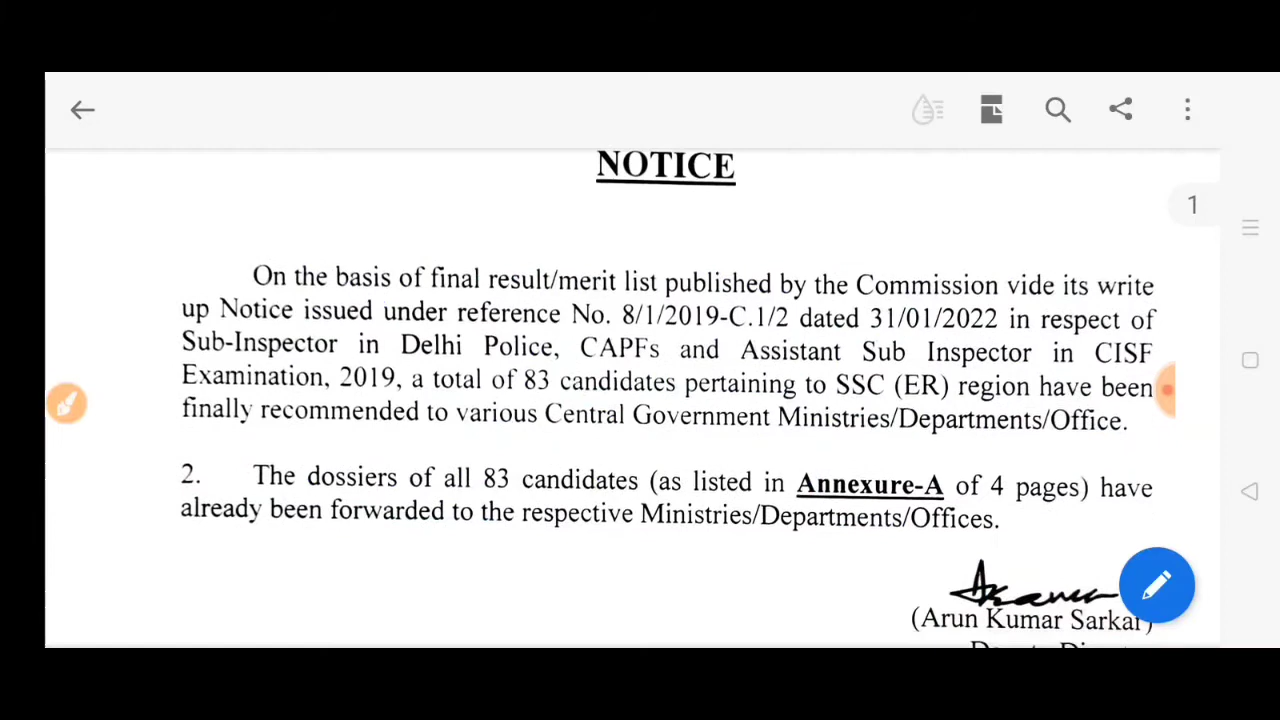 NOTICE
1
On the basis of final result/merit list published by the Commission vide its write
up Notice issued under reference No. 8/1/2019-C.1/2 dated 31/01/2022 in respect of
Sub-Inspector in Delhi Police, CAPFs and Assistant Sub Inspector in CISF
Examination, 2019, a total of 83 candidates pertaining to SSC (ER) region have been
finally recommended to various Central Government Ministries/Departments/Office.
2. The dossiers of all 83 candidates (as listed in Annexure-A of 4 pages) have
already been forwarded to the respective Ministries/Departments/Offices.
(Arun Kumar Sarkar)